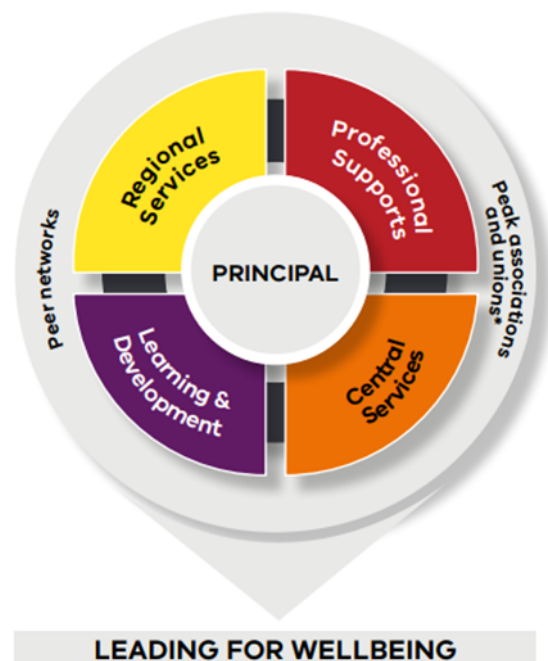 Regional
Services
Professional
Supports
Peer networks
PRINCIPAL
Peak associations
and unions*
Learning &
Development
Central
Services
LEADING FOR WELLBEING